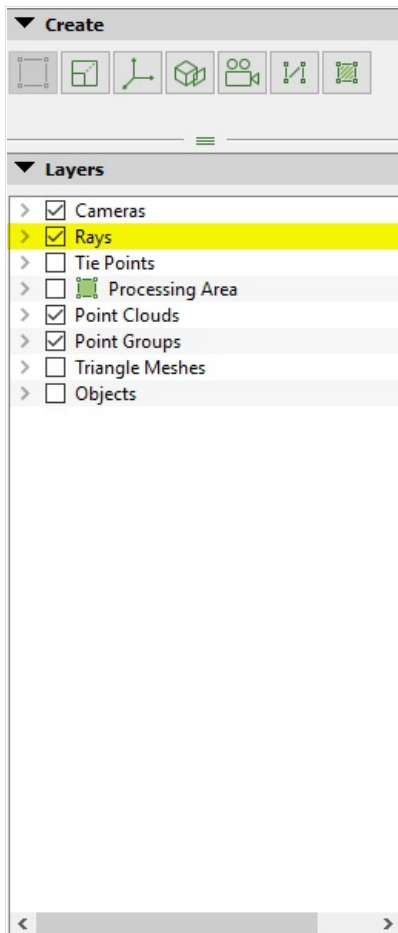 Create
Layers
Cameras
Rays
Tie Points
Processing Area
Point Clouds
Point Groups
Triangle Meshes
Objects